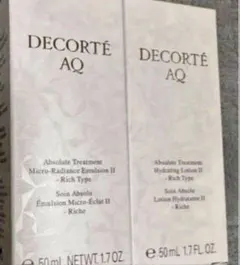 DECORTÉ
AQ
Absolute Treatment
Micro-Radiance Emulsion II
- Rich Type
Soin Absolu
Émulsion Micro-Éclat II
- Riche
℮ 50 mL NET WT. 1.7 OZ.
DECORTÉ
AQ
Absolute Treatment
Hydrating Lotion II
- Rich Type
Soin Absolu
Lotion Hydratante II
- Riche
℮ 50 mL 1.7 FL. OZ.